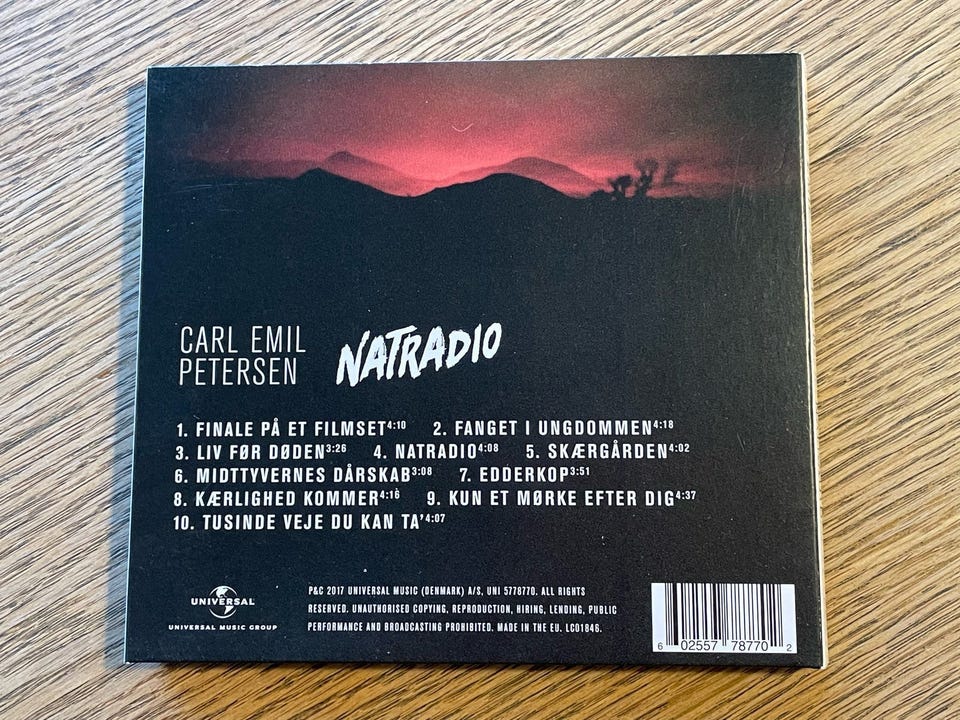 CARL EMIL
PETERSEN
NATRADIO
1. FINALE PÅ ET FILMSET4:10 2. FANGET I UNGDOMMEN4:18
3. LIV FØR DØDEN3:26 4. NATRADIO4:08 5. SKÆRGÅRDEN4:02
6. MIDTTYVERNES DÅRSKAB3:08 7. EDDERKOP3:51
8. KÆRLIGHED KOMMER4:16 9. KUN ET MØRKE EFTER DIG4:37
10. TUSINDE VEJE DU KAN TA'4:07
UNIVERSAL
UNIVERSAL MUSIC GROUP
P&C 2017 UNIVERSAL MUSIC (DENMARK) A/S, UNI 5778770. ALL RIGHTS
RESERVED. UNAUTHORISED COPYING, REPRODUCTION, HIRING, LENDING, PUBLIC
PERFORMANCE AND BROADCASTING PROHIBITED. MADE IN THE EU. LC01846.
6 02557 78770 2